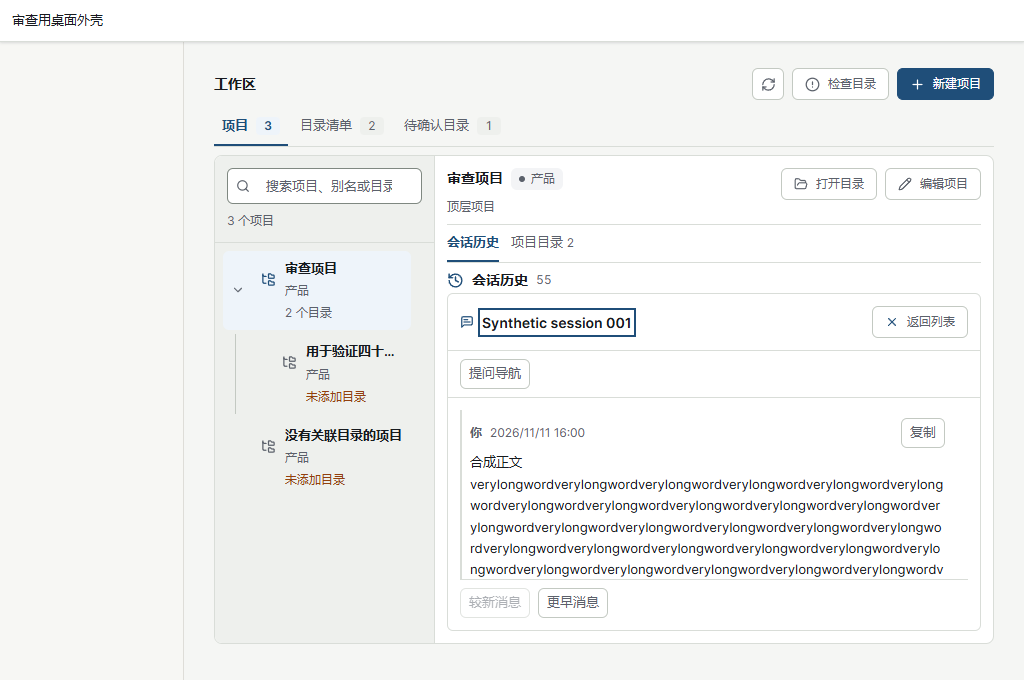 审查用桌面外壳
工作区
检查目录
新建项目
项目 3
目录清单 2
待确认目录 1
搜索项目、别名或目录
3 个项目
审查项目
产品
2 个目录
用于验证四十...
产品
未添加目录
没有关联目录的项目
产品
未添加目录
审查项目
产品
打开目录
编辑项目
顶层项目
会话历史
项目目录 2
会话历史 55
Synthetic session 001
返回列表
提问导航
你 2026/11/11 16:00
复制
合成正文
verylongwordverylongwordverylongwordverylongwordverylongwordverylong
wordverylongwordverylongwordverylongwordverylongwordverylongwordver
ylongwordverylongwordverylongwordverylongwordverylongwordverylongwo
rdverylongwordverylongwordverylongwordverylongwordverylongwordverylo
ngwordverylongwordverylongwordverylongwordverylongwordverylongwordv
较新消息
更早消息